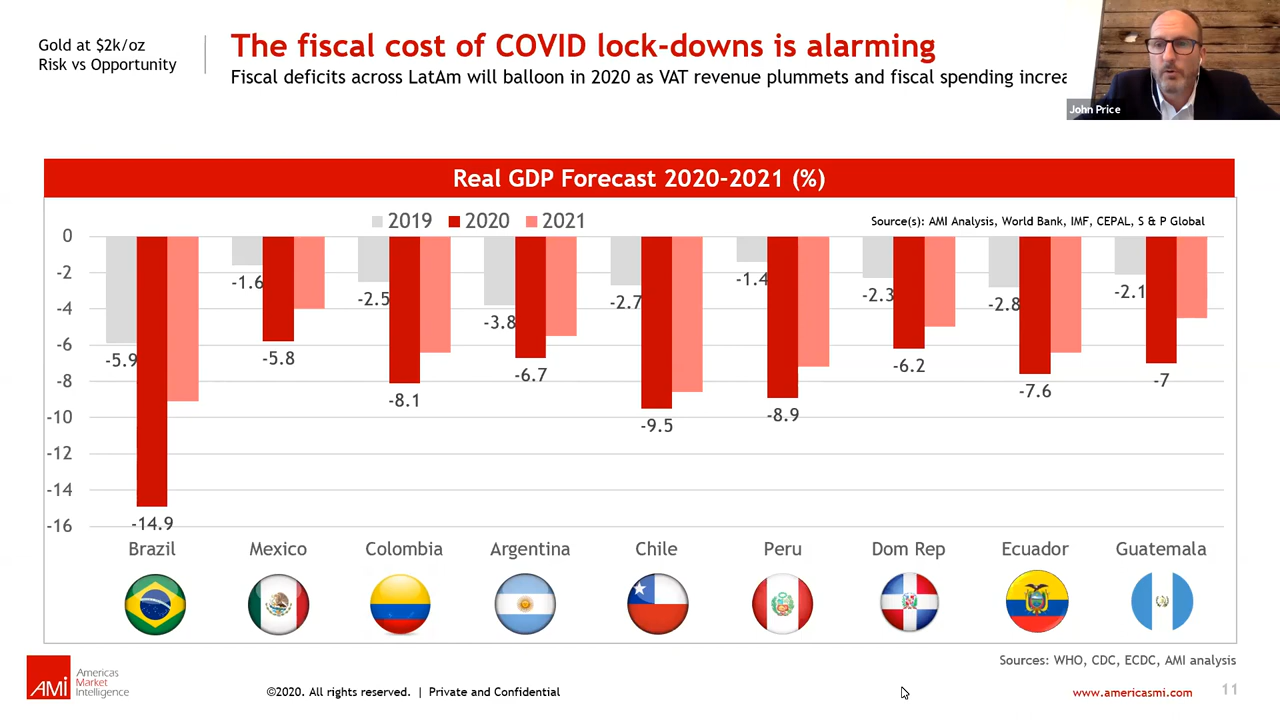 Gold at $2k/oz
Risk vs Opportunity
The fiscal cost of COVID lock-downs is alarming
Fiscal deficits across LatAm will balloon in 2020 as VAT revenue plummets and fiscal spending increa
John Price
Real GDP Forecast 2020-2021 (%)
2019 2020 2021
Source(s): AMI Analysis, World Bank, IMF, CEPAL, S & P Global
0
-2
-4
-6
-8
-10
-12
-14
-16
-5.9 -14.9
-1.6 -5.8
-2.5 -8.1
-3.8 -6.7
-2.7 -9.5
-1.4 -8.9
-2.3 -6.2
-2.8 -7.6
-2.1 -7
Brazil Mexico Colombia Argentina Chile Peru Dom Rep Ecuador Guatemala
Sources: WHO, CDC, ECDC, AMI analysis
AMi
Americas
Market
Intelligence
©2020. All rights reserved. | Private and Confidential
www.americasmi.com
11